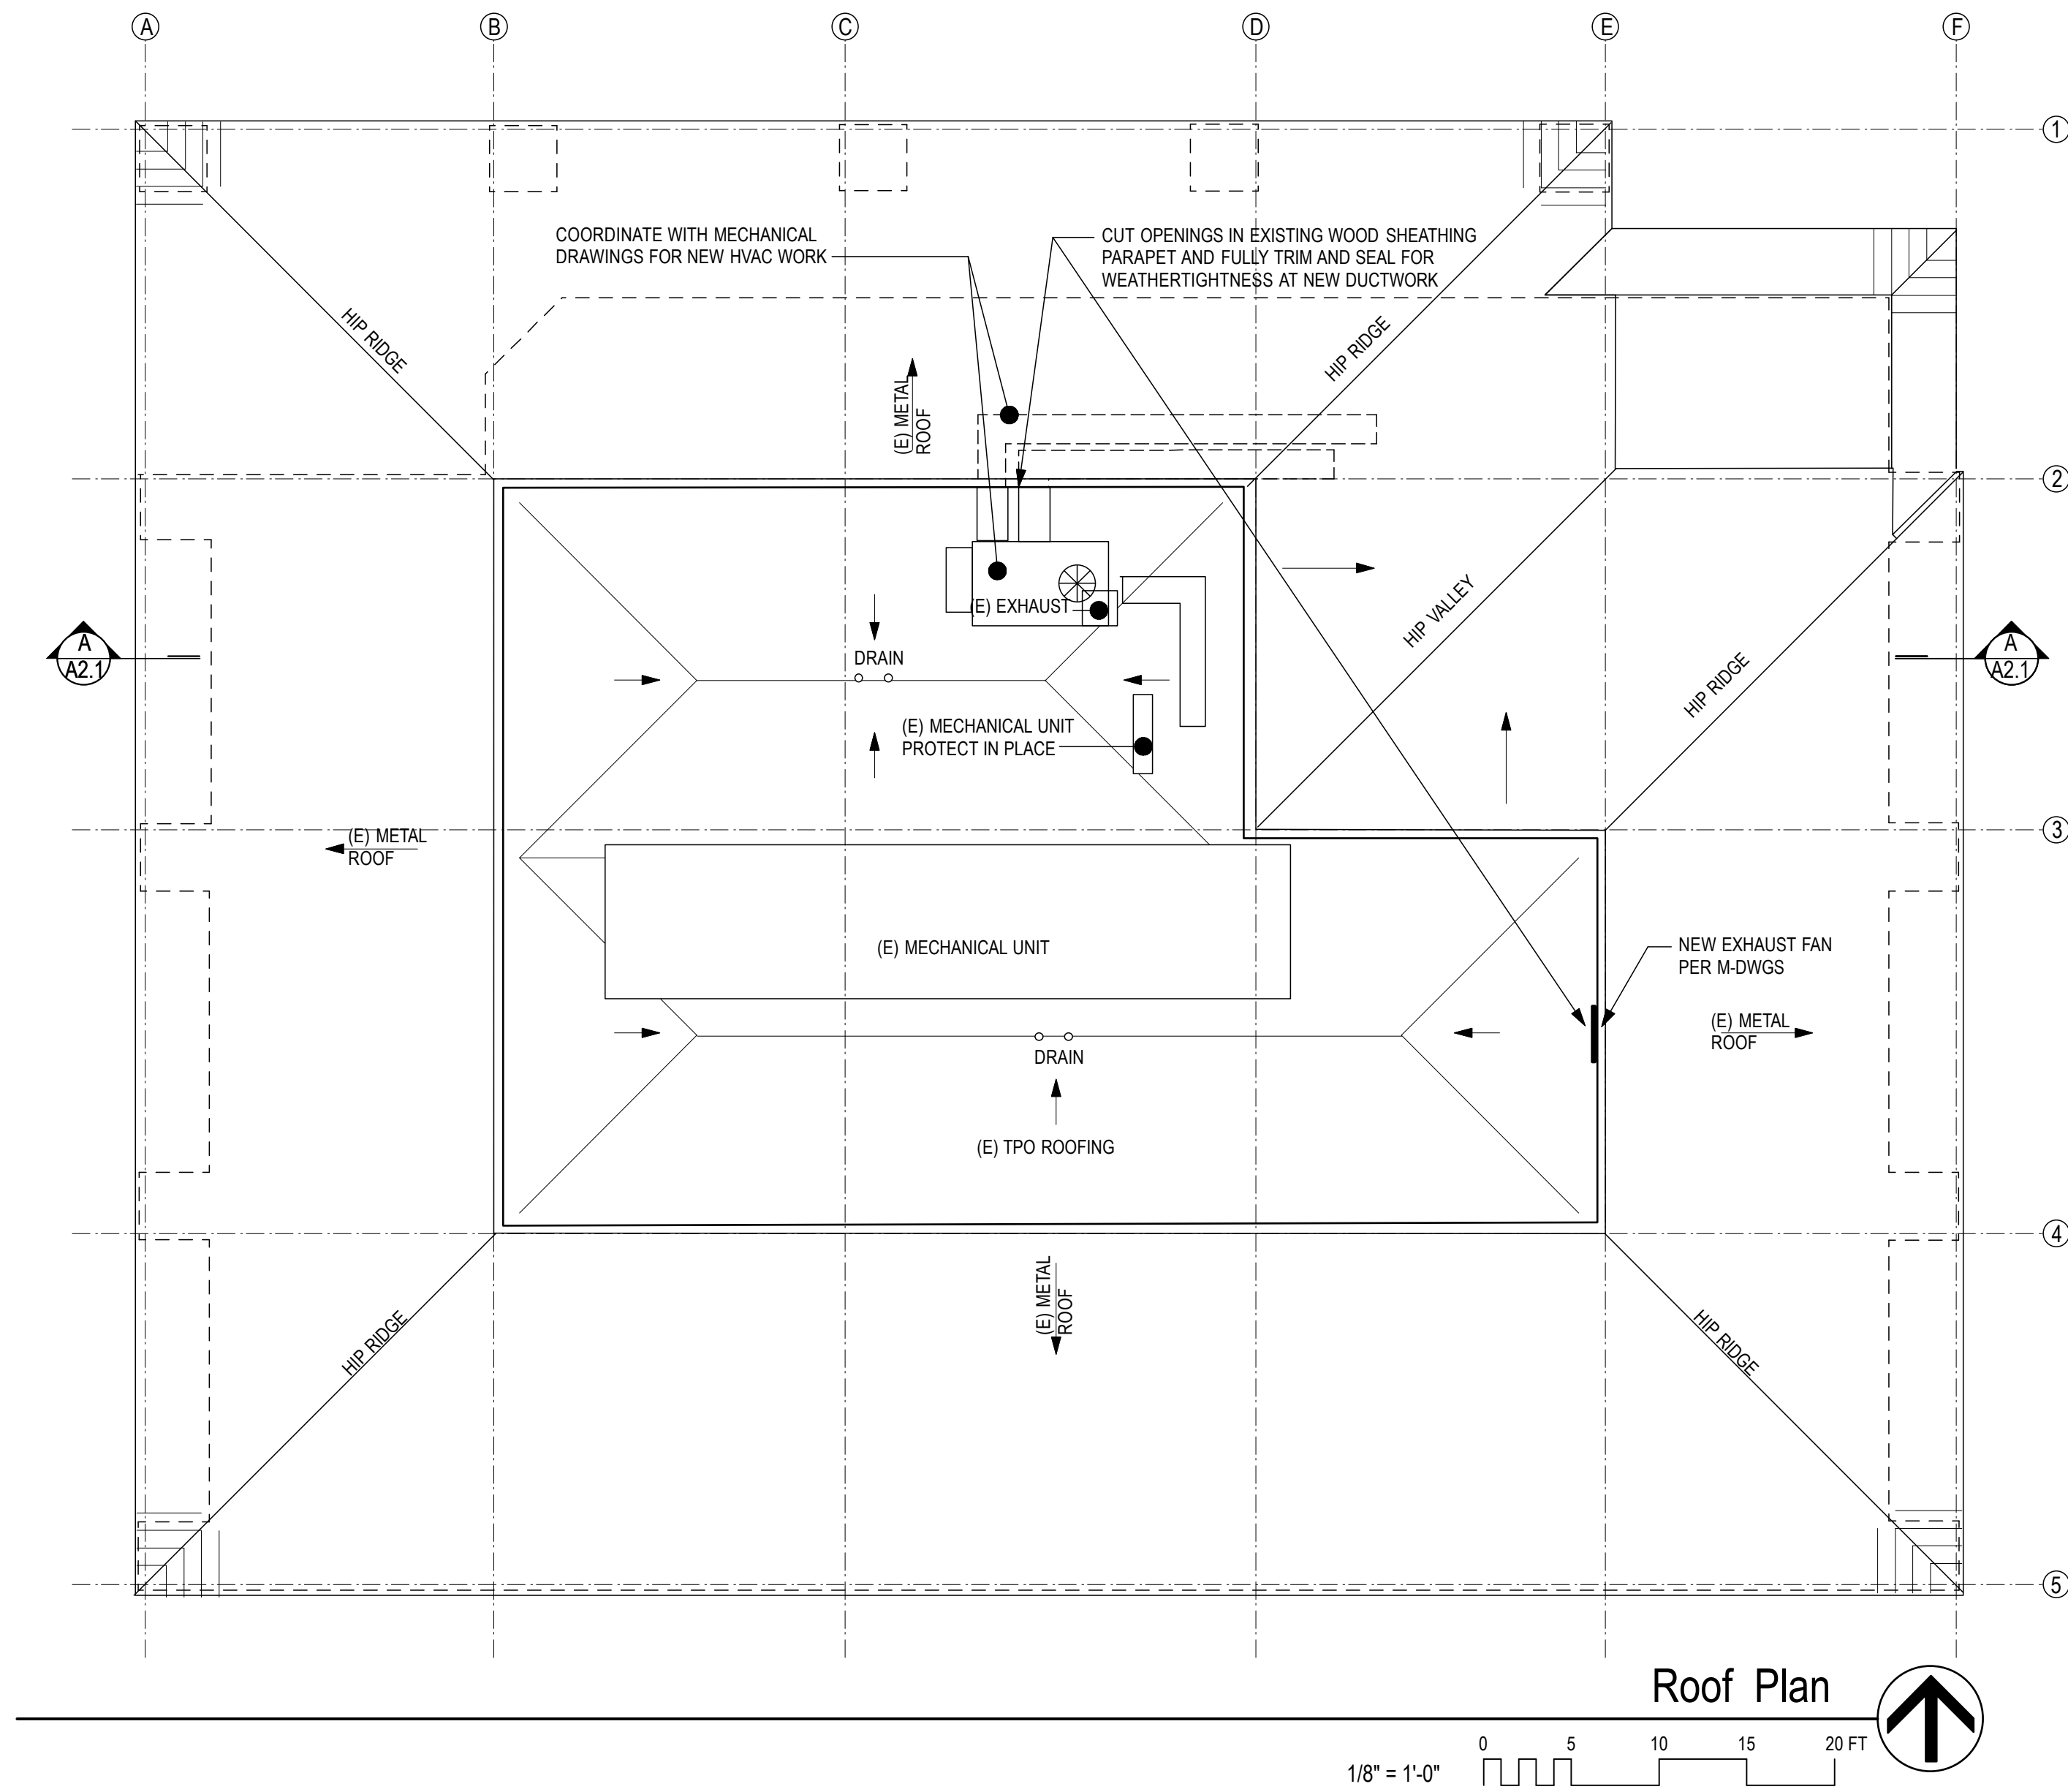 A
B
C
D
E
F
1
COORDINATE WITH MECHANICAL
DRAWINGS FOR NEW HVAC WORK
CUT OPENINGS IN EXISTING WOOD SHEATHING
PARAPET AND FULLY TRIM AND SEAL FOR
WEATHERTIGHTNESS AT NEW DUCTWORK
HIP RIDGE
HIP RIDGE
(E) METAL
ROOF
2
HIP VALLEY
(E) EXHAUST
A
A2.1
DRAIN
HIP RIDGE
A
A2.1
(E) MECHANICAL UNIT
PROTECT IN PLACE
3
(E) METAL
ROOF
(E) MECHANICAL UNIT
NEW EXHAUST FAN
PER M-DWGS
(E) METAL
ROOF
DRAIN
(E) TPO ROOFING
4
(E) METAL
ROOF
HIP RIDGE
HIP RIDGE
5
Roof Plan
0 5 10 15 20 FT
1/8" = 1'-0"